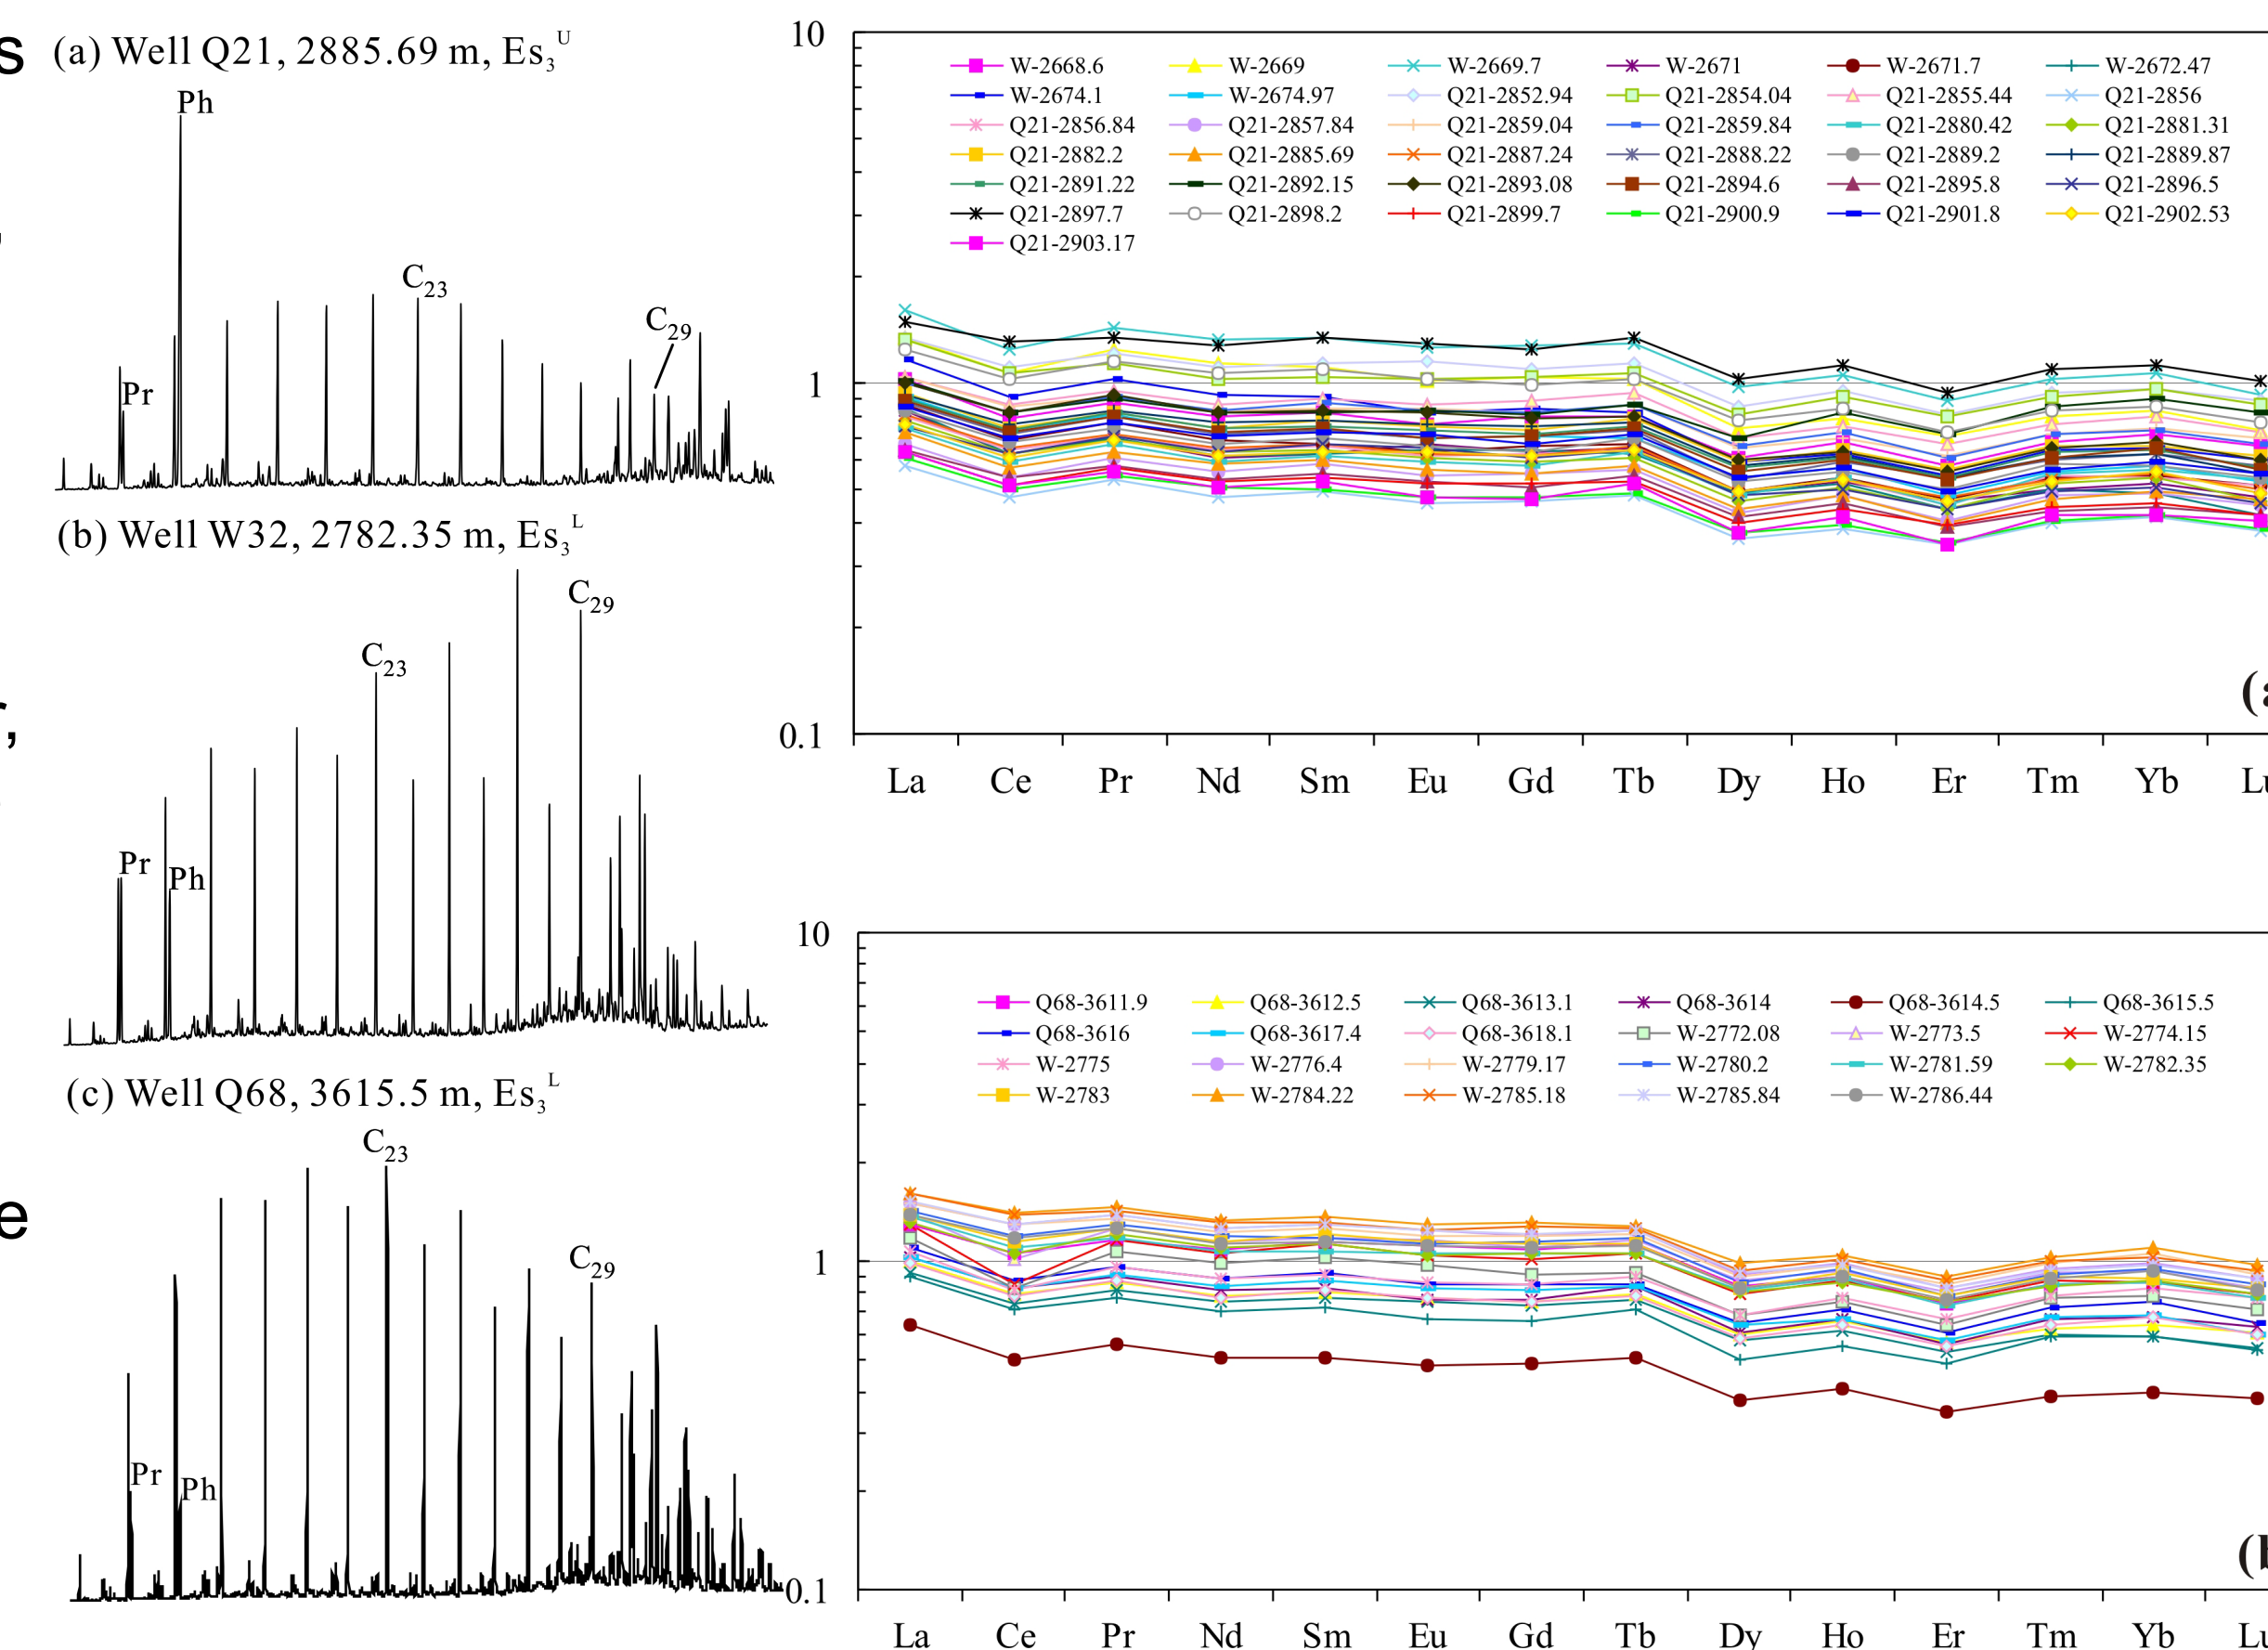 s
,
r,
e
(a) Well Q21, 2885.69 m, Es₃ᵁ
Ph
Pr
C₂₃
C₂₉
(b) Well W32, 2782.35 m, Es₃ᴸ
C₂₉
C₂₃
Pr
Ph
(c) Well Q68, 3615.5 m, Es₃ᴸ
C₂₃
C₂₉
Pr
Ph
10
W-2668.6 W-2669 W-2669.7 W-2671 W-2671.7 W-2672.47
W-2674.1 W-2674.97 Q21-2852.94 Q21-2854.04 Q21-2855.44 Q21-2856
Q21-2856.84 Q21-2857.84 Q21-2859.04 Q21-2859.84 Q21-2880.42 Q21-2881.31
Q21-2882.2 Q21-2885.69 Q21-2887.24 Q21-2888.22 Q21-2889.2 Q21-2889.87
Q21-2891.22 Q21-2892.15 Q21-2893.08 Q21-2894.6 Q21-2895.8 Q21-2896.5
Q21-2897.7 Q21-2898.2 Q21-2899.7 Q21-2900.9 Q21-2901.8 Q21-2902.53
Q21-2903.17
1
(a
0.1
La Ce Pr Nd Sm Eu Gd Tb Dy Ho Er Tm Yb Lu
10
Q68-3611.9 Q68-3612.5 Q68-3613.1 Q68-3614 Q68-3614.5 Q68-3615.5
Q68-3616 Q68-3617.4 Q68-3618.1 W-2772.08 W-2773.5 W-2774.15
W-2775 W-2776.4 W-2779.17 W-2780.2 W-2781.59 W-2782.35
W-2783 W-2784.22 W-2785.18 W-2785.84 W-2786.44
1
(b
0.1
La Ce Pr Nd Sm Eu Gd Tb Dy Ho Er Tm Yb Lu